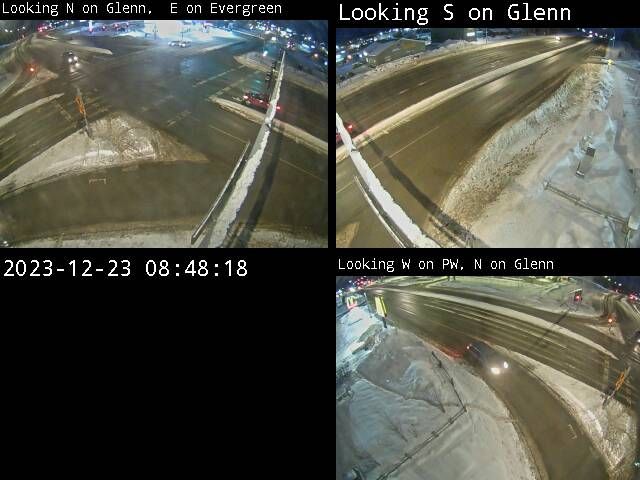 Looking N on Glenn,  E on Evergreen
Looking S on Glenn
2023-12-23 08:48:18
Looking W on PW, N on Glenn